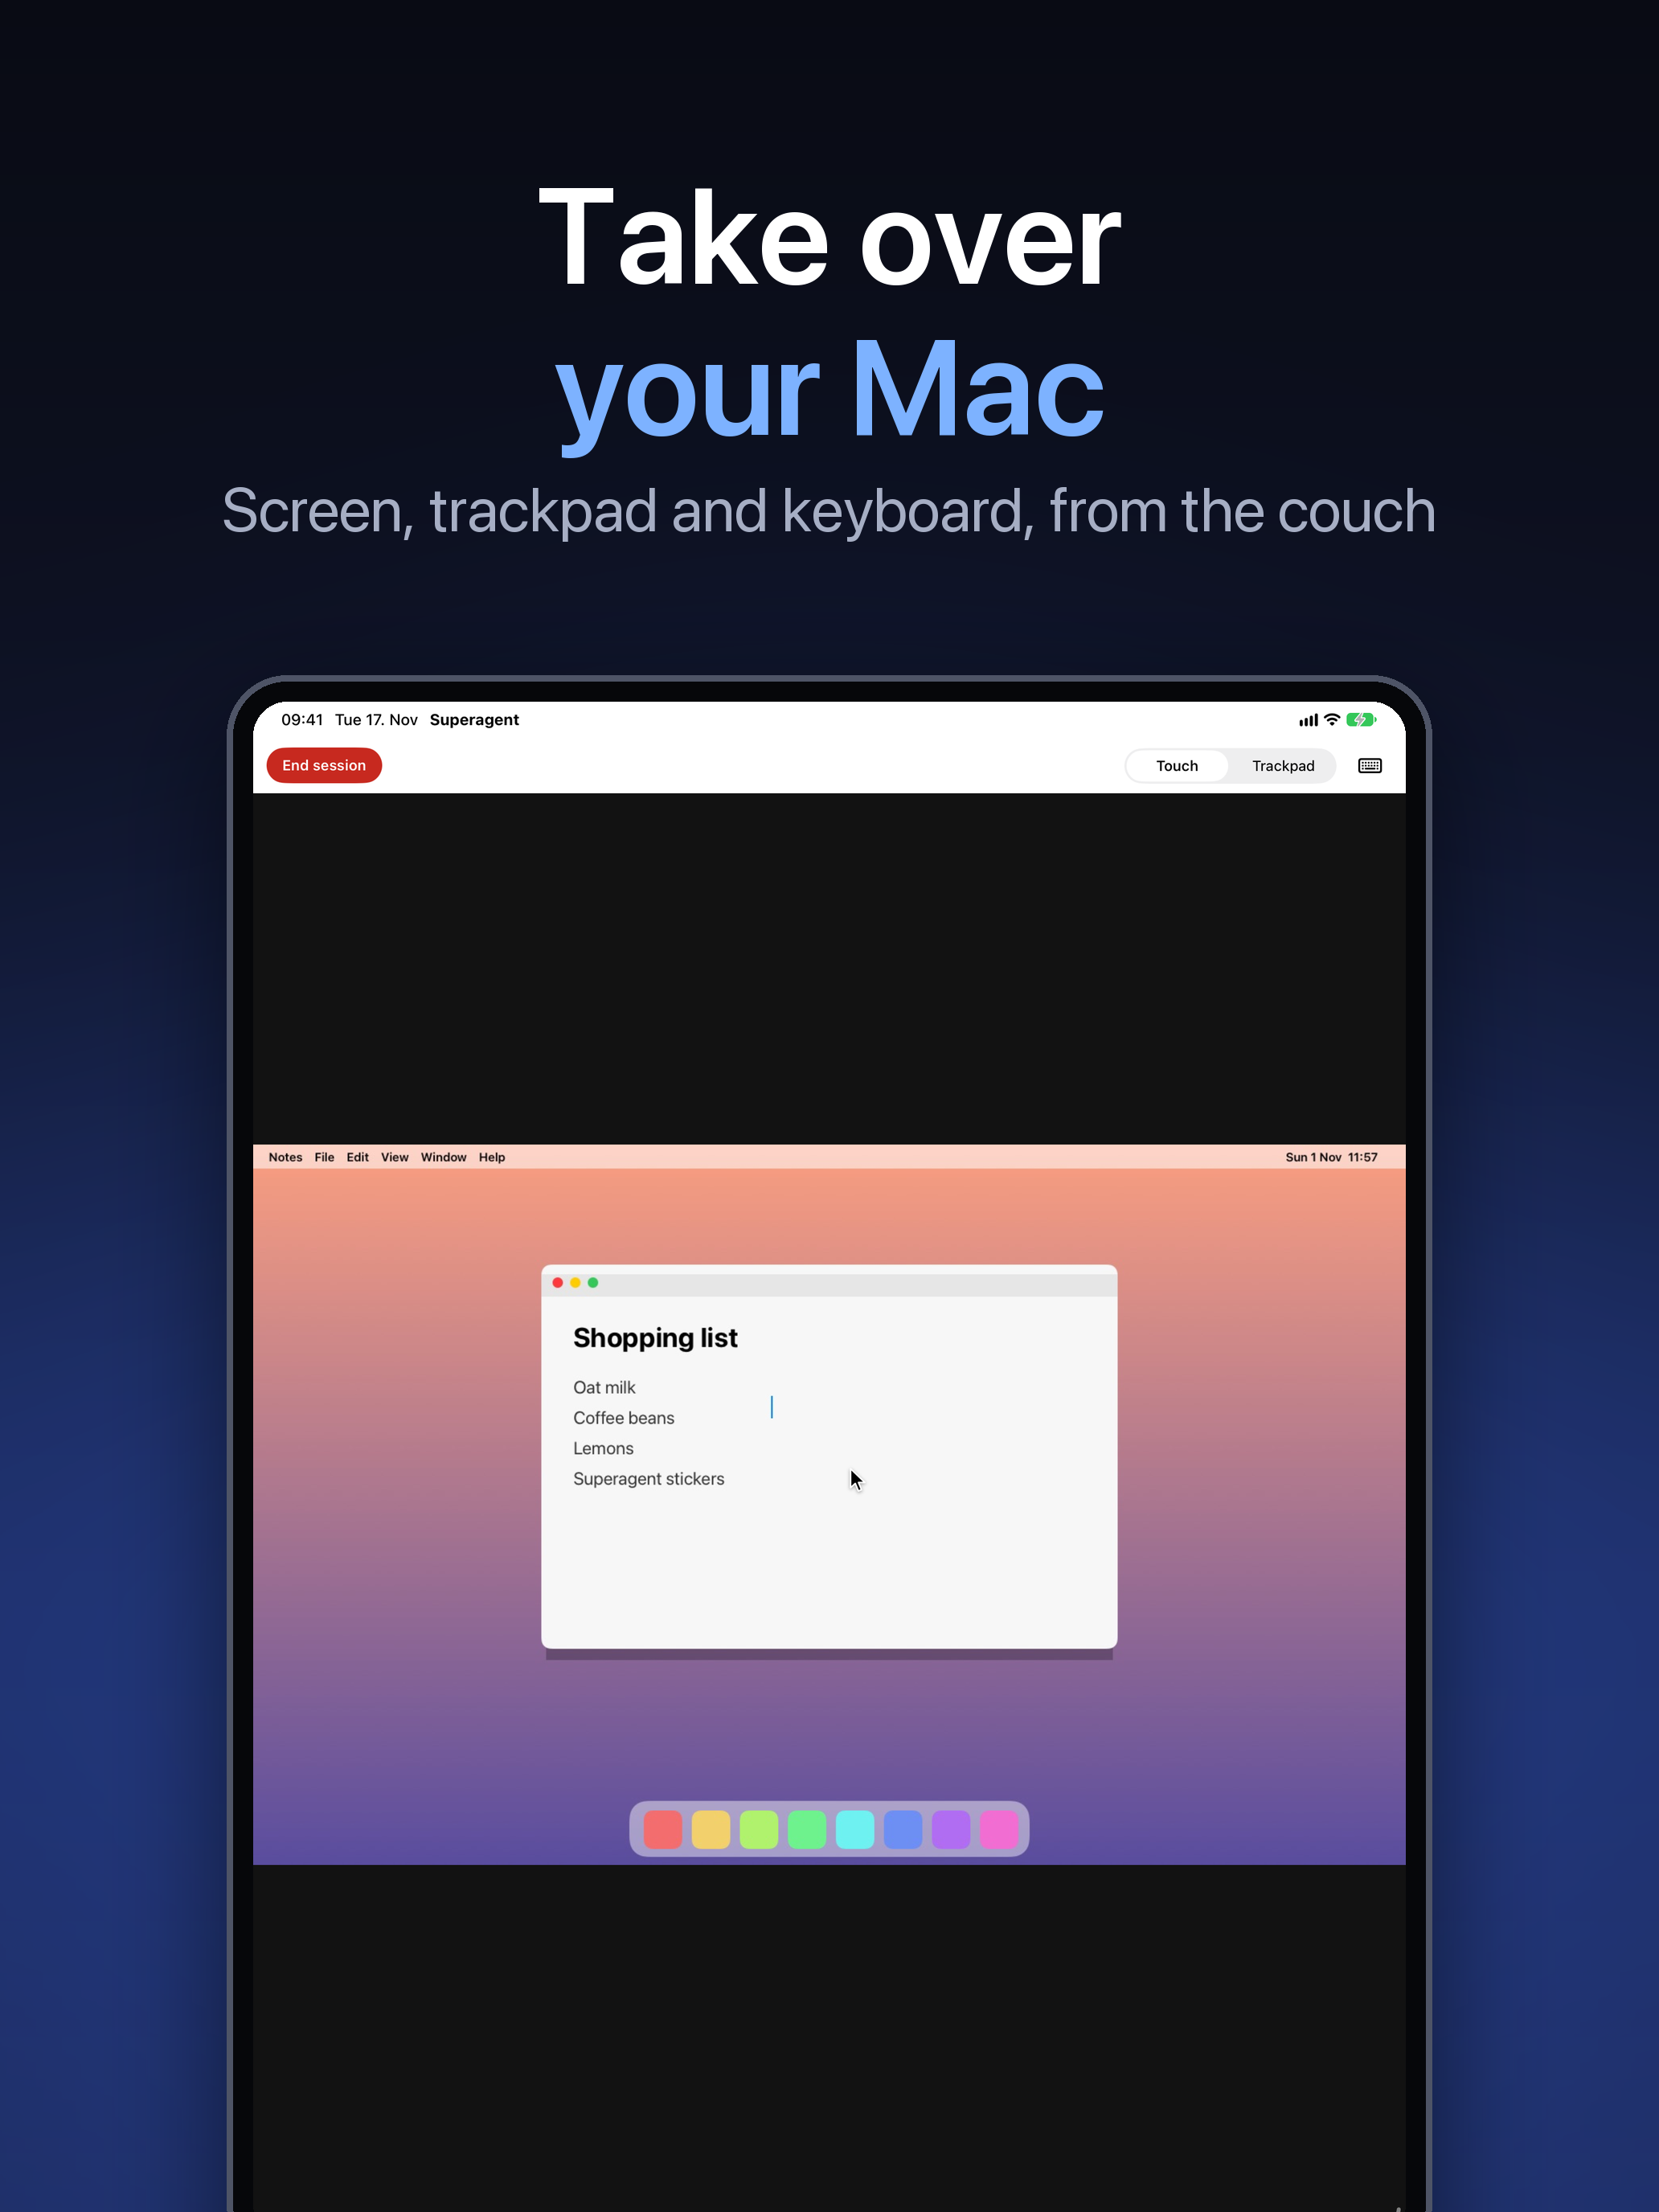 Take over
your Mac
Screen, trackpad and keyboard, from the couch
09:41 Tue 17. Nov Superagent
End session
Touch Trackpad
Notes File Edit View Window Help Sun 1 Nov 11:57
Shopping list
Oat milk
Coffee beans
Lemons
Superagent stickers